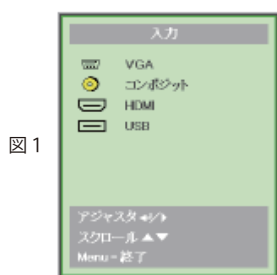 入力
VGA
コンポジット
HDMI
USB
図 1
アジャスタ ◂/▸
スクロール ▲▼
Menu = 終了